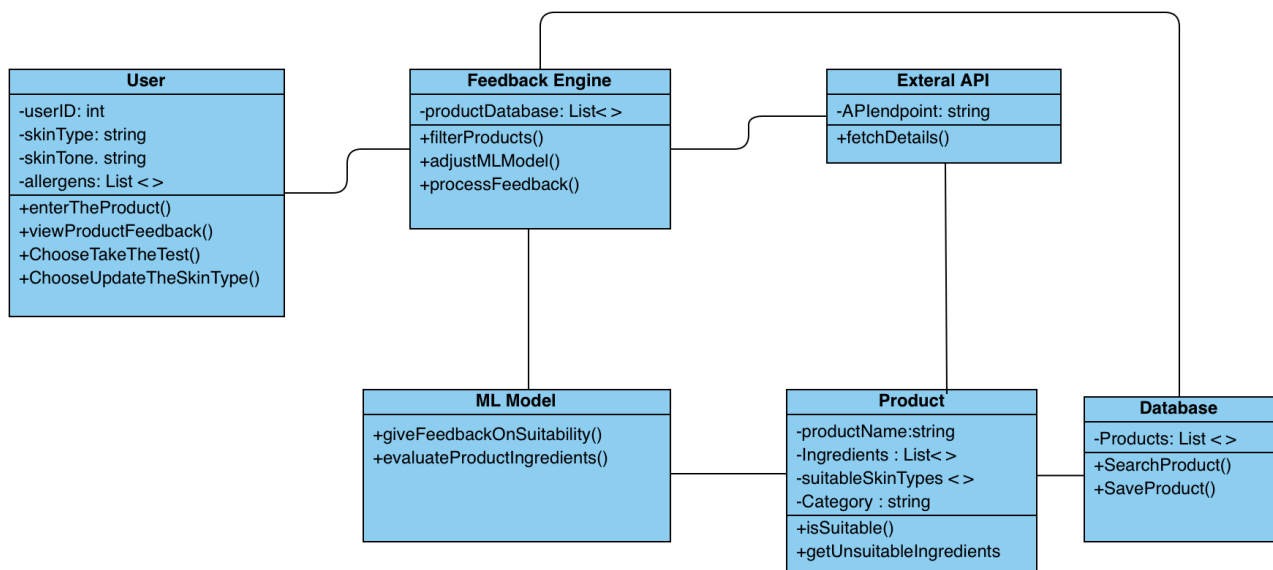 User
-userID: int
-skinType: string
-skinTone. string
-allergens: List < >
+enterTheProduct()
+viewProductFeedback()
+ChooseTakeTheTest()
+ChooseUpdateTheSkinType()
Feedback Engine
-productDatabase: List< >
+filterProducts()
+adjustMLModel()
+processFeedback()
Exteral API
-APIendpoint: string
+fetchDetails()
ML Model
+giveFeedbackOnSuitability()
+evaluateProductIngredients()
Product
-productName:string
-Ingredients : List<>
-suitableSkinTypes < >
-Category : string
+isSuitable()
+getUnsuitableIngredients
Database
-Products: List < >
+SearchProduct()
+SaveProduct()